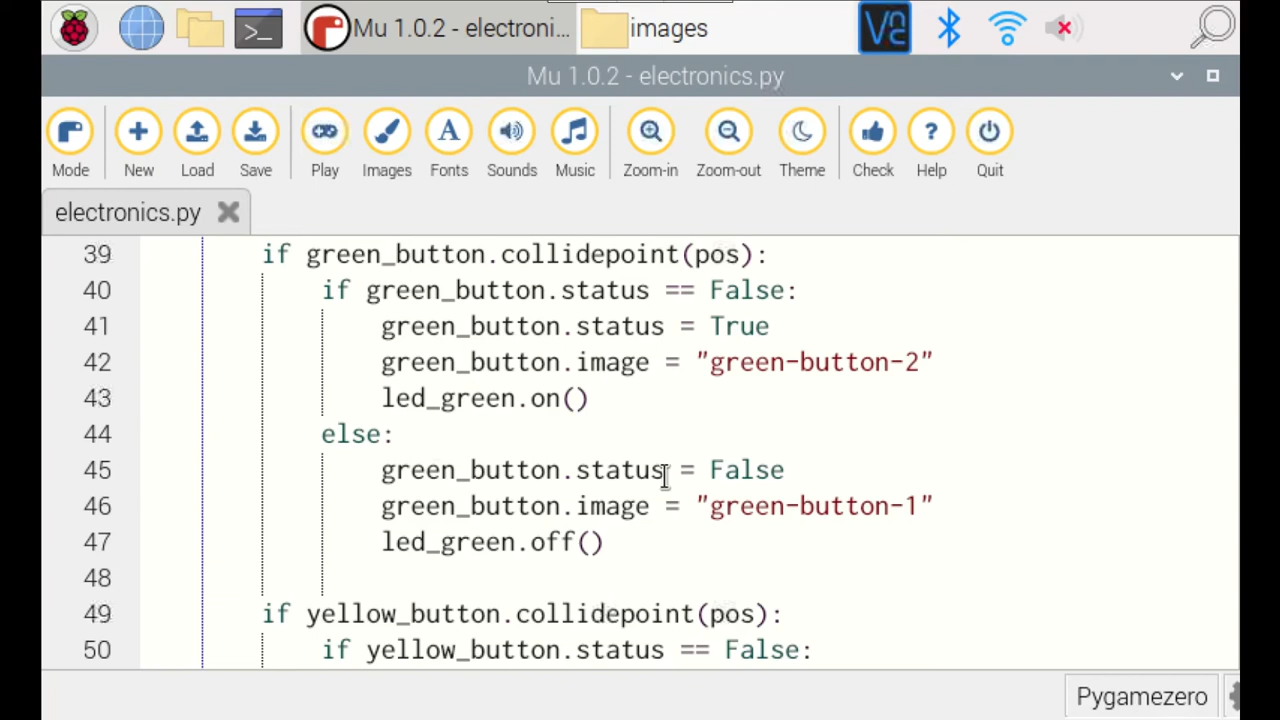 Mu 1.0.2 - electroni... images
Mu 1.0.2 - electronics.py
Mode New Load Save Play Images Fonts Sounds Music Zoom-in Zoom-out Theme Check Help Quit
electronics.py
39 if green_button.collidepoint(pos):
40 if green_button.status == False:
41 green_button.status = True
42 green_button.image = "green-button-2"
43 led_green.on()
44 else:
45 green_button.status = False
46 green_button.image = "green-button-1"
47 led_green.off()
48
49 if yellow_button.collidepoint(pos):
50 if yellow_button.status == False:
Pygamezero